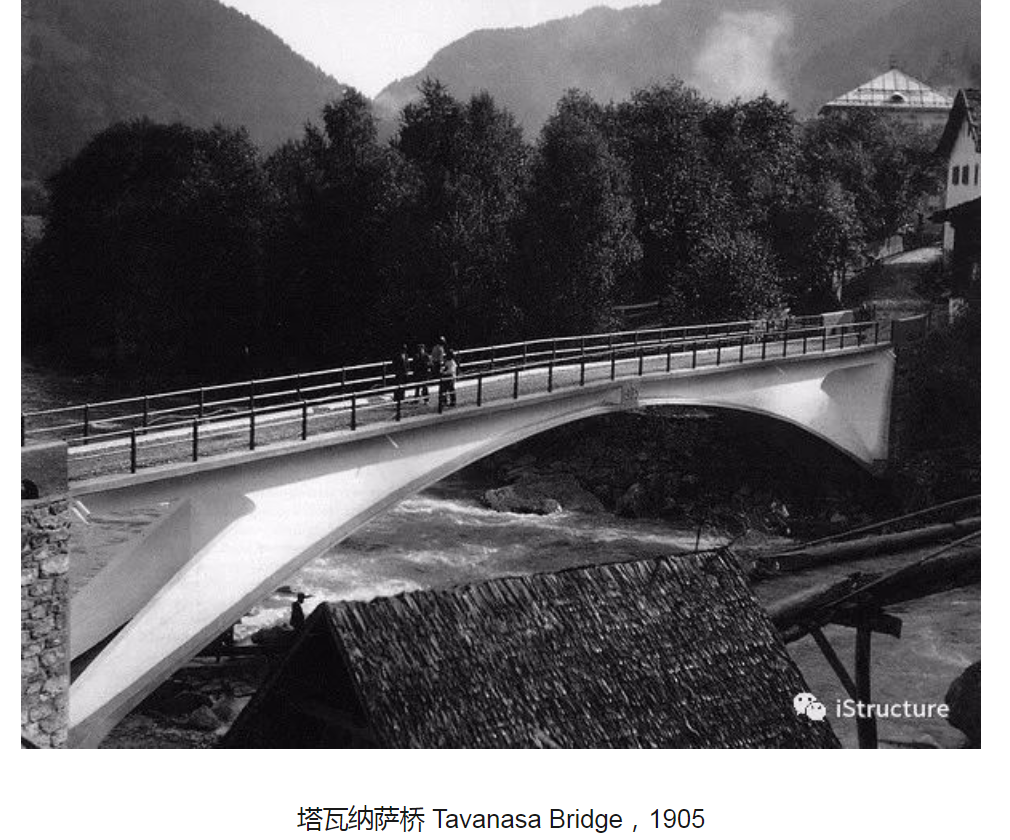 iStructure
塔瓦纳萨桥 Tavanasa Bridge，1905